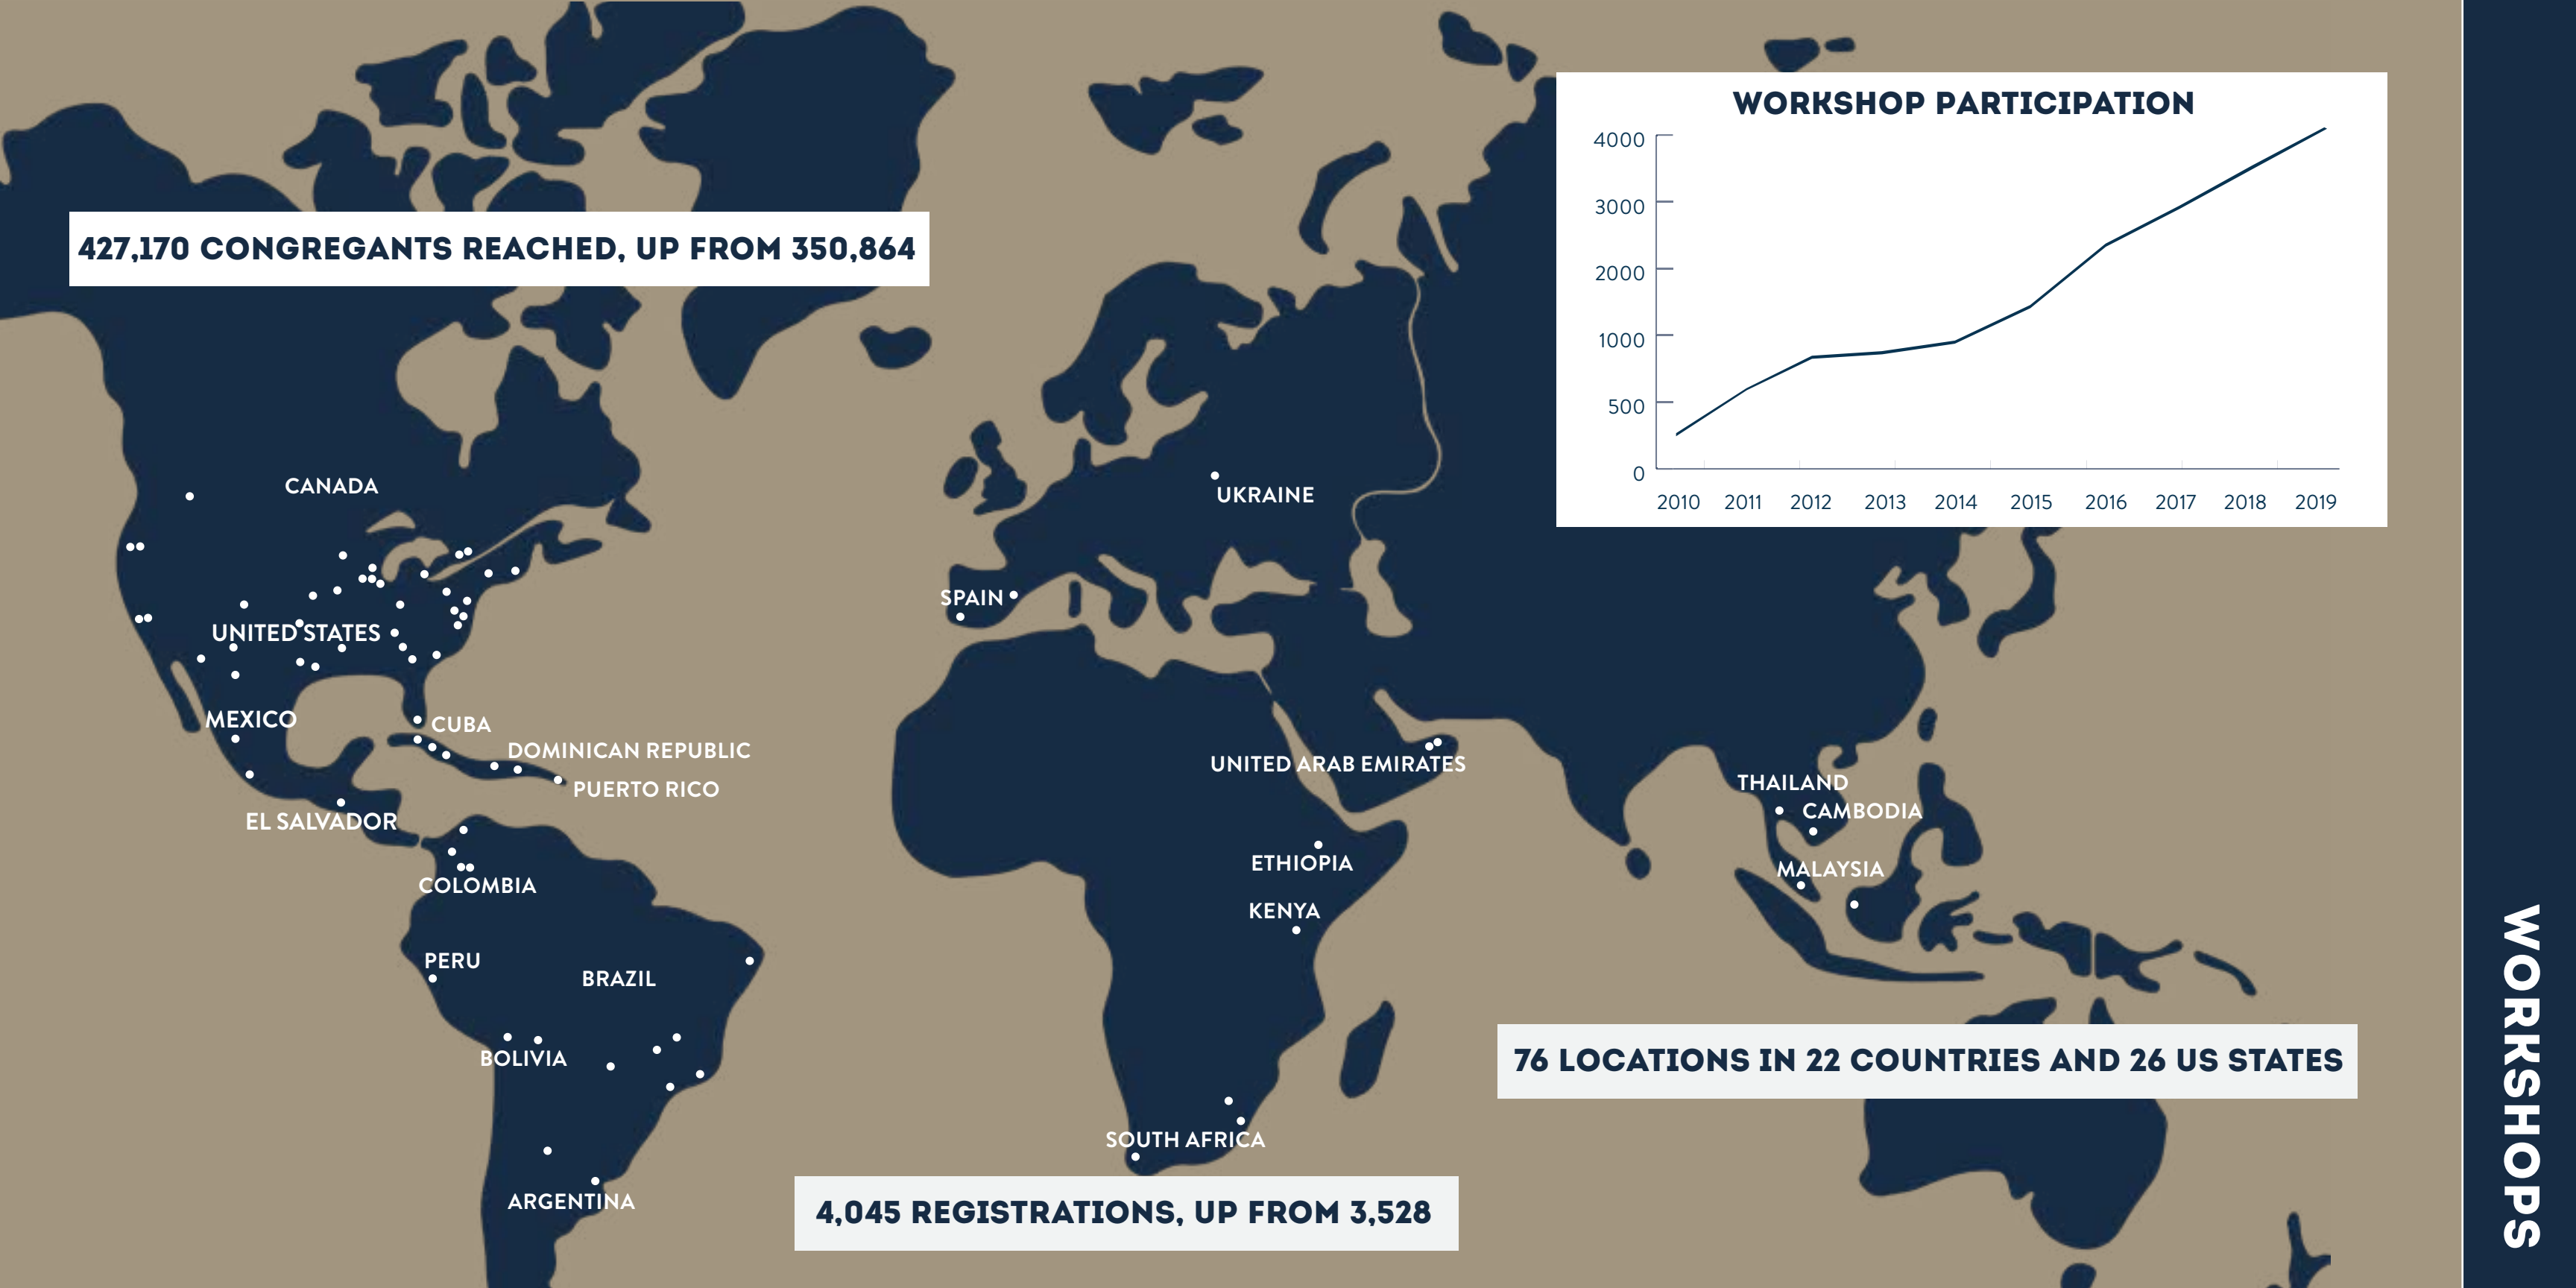 WORKSHOP PARTICIPATION
4000
3000
2000
1000
500
0
2010 2011 2012 2013 2014 2015 2016 2017 2018 2019
427,170 CONGREGANTS REACHED, UP FROM 350,864
CANADA
UNITED STATES
MEXICO
CUBA
DOMINICAN REPUBLIC
PUERTO RICO
EL SALVADOR
COLOMBIA
PERU
BRAZIL
BOLIVIA
ARGENTINA
UKRAINE
SPAIN
UNITED ARAB EMIRATES
ETHIOPIA
KENYA
SOUTH AFRICA
THAILAND
CAMBODIA
MALAYSIA
76 LOCATIONS IN 22 COUNTRIES AND 26 US STATES
4,045 REGISTRATIONS, UP FROM 3,528
WORKSHOPS